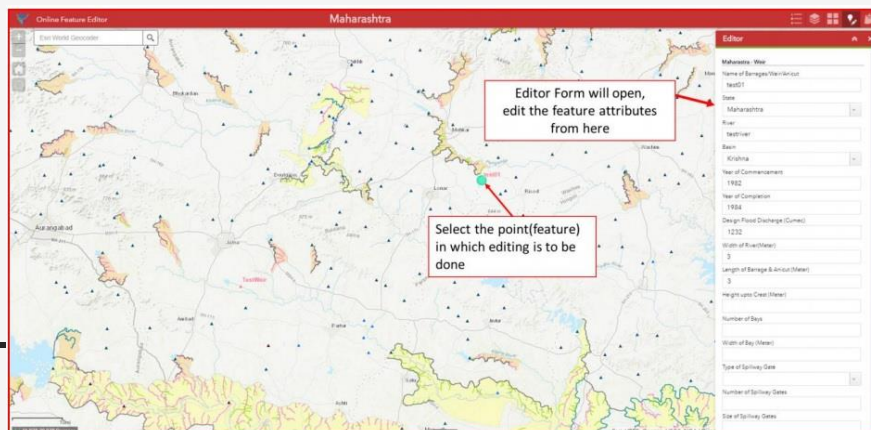 Online Feature Editor
Maharashtra
Esri World Geocoder
Editor
Maharastra - Weir
Name of Barrages/Weir/Anicut
test01
State
Maharashtra
River
testriver
Basin
Krishna
Year of Commencement
1982
Year of Completion
1984
Design Flood Discharge (Cumec)
1232
Width of River(Meter)
3
Length of Barrage & Anicut(Meter)
3
Height upto Crest (Meter)
Number of Bays
Width of Bay (Meter)
Type of Spillway Gate
Number of Spillway Gates
Size of Spillway Gates
Editor Form will open,
edit the feature attributes
from here
Select the point(feature)
in which editing is to be
done
test01
Aurangabad
Jalna
TestWeir